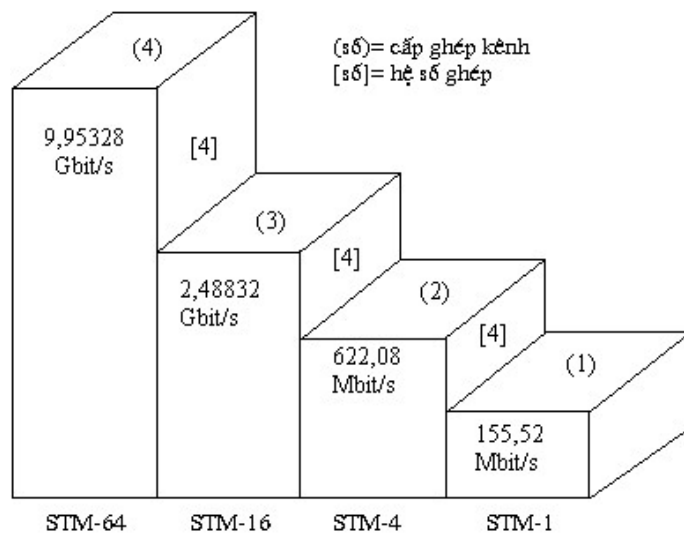 (4)
(số)= cấp ghép kênh
[số]= hệ số ghép
9,95328
Gbit/s
[4]
(3)
2,48832
Gbit/s
[4]
(2)
622,08
Mbit/s
[4]
(1)
155,52
Mbit/s
STM-64 STM-16 STM-4 STM-1